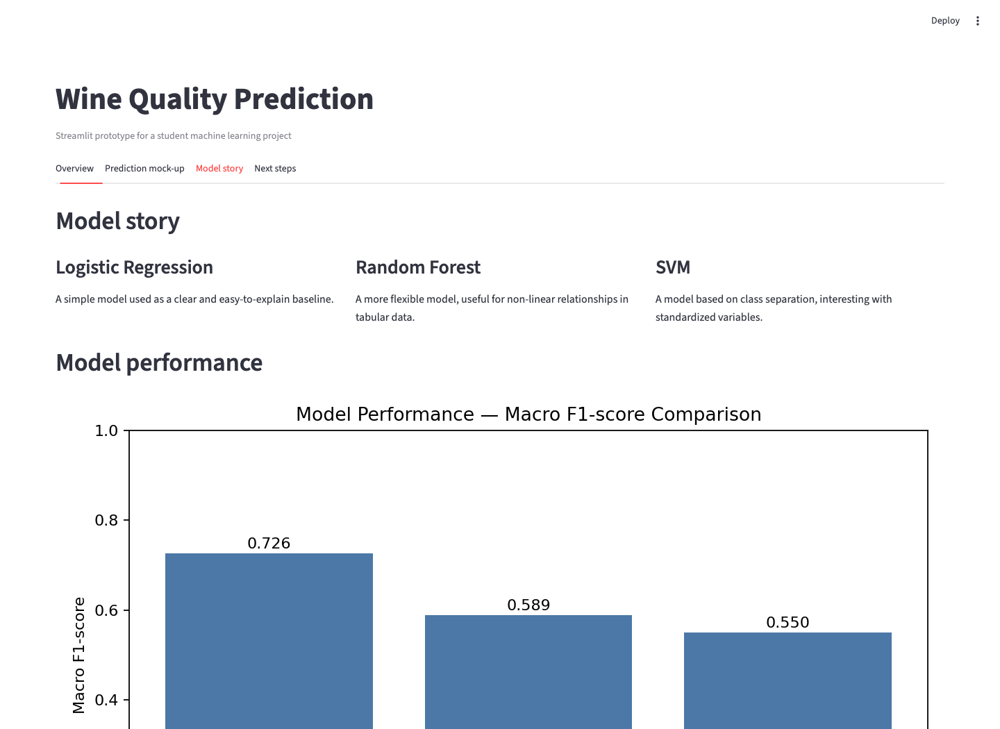 Deploy
Wine Quality Prediction
Streamlit prototype for a student machine learning project
Overview Prediction mock-up Model story Next steps
Model story
Logistic Regression
A simple model used as a clear and easy-to-explain baseline.
Random Forest
A more flexible model, useful for non-linear relationships in
tabular data.
SVM
A model based on class separation, interesting with
standardized variables.
Model performance
Model Performance — Macro F1-score Comparison
1.0
0.8
0.6
0.4
Macro F1-score
0.726
0.589
0.550